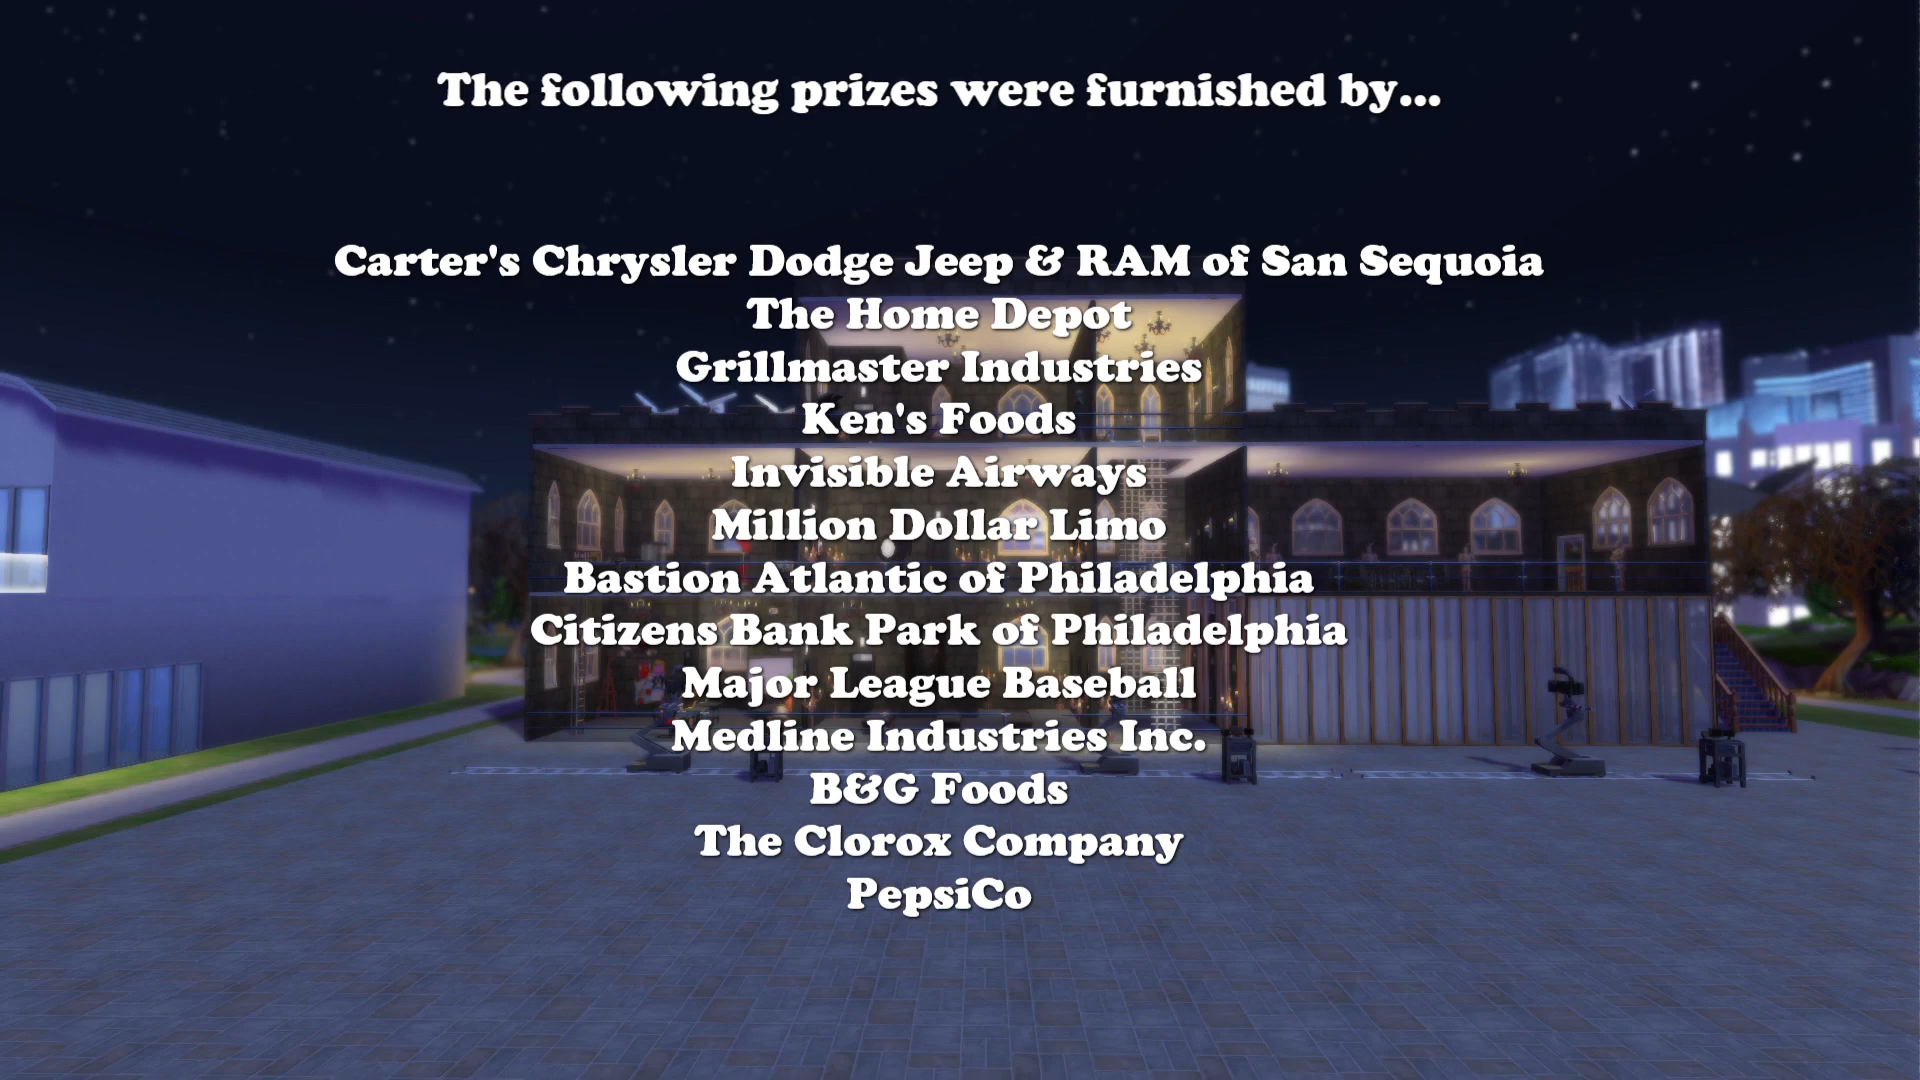 The following prizes were furnished by...
Carter's Chrysler Dodge Jeep & RAM of San Sequoia
The Home Depot
Grillmaster Industries
Ken's Foods
Invisible Airways
Million Dollar Limo
Bastion Atlantic of Philadelphia
Citizens Bank Park of Philadelphia
Major League Baseball
Medline Industries Inc.
B&G Foods
The Clorox Company
PepsiCo